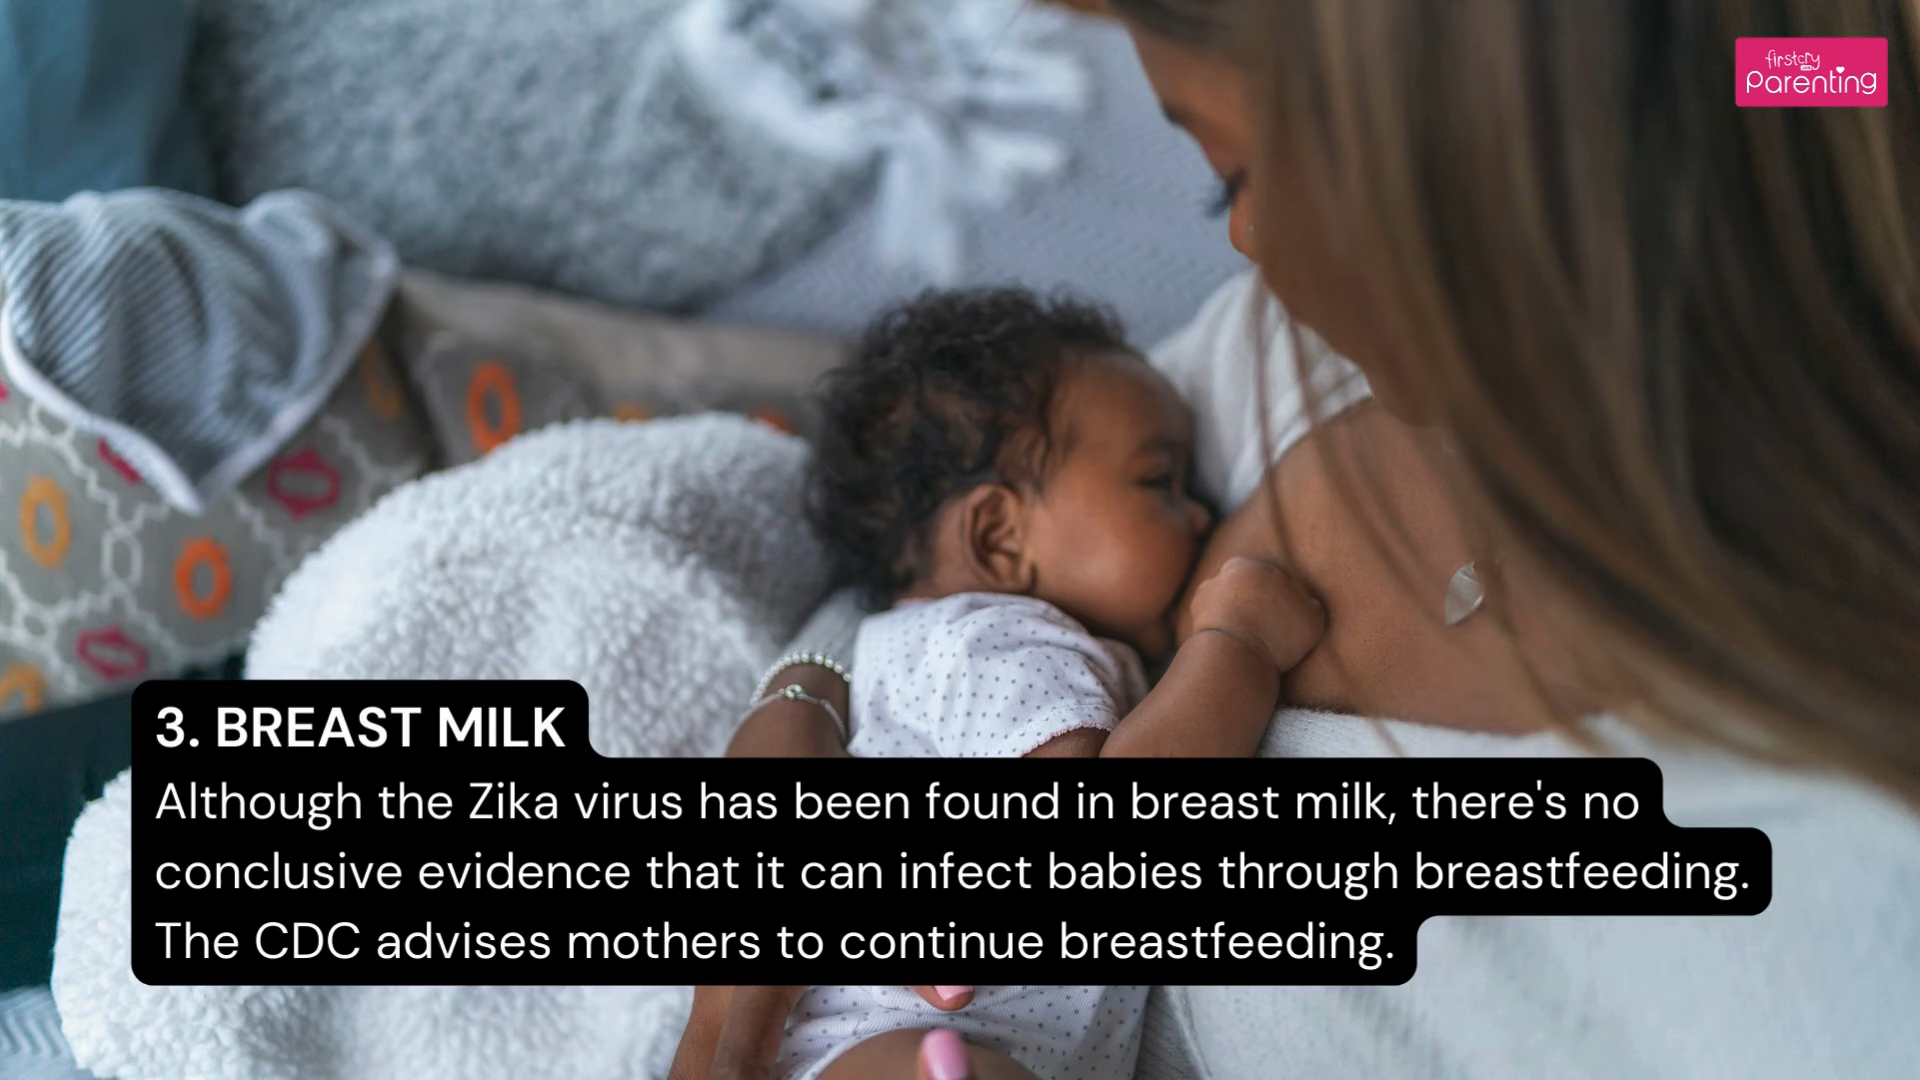 firstcry
Parenting
3. BREAST MILK
Although the Zika virus has been found in breast milk, there's no
conclusive evidence that it can infect babies through breastfeeding.
The CDC advises mothers to continue breastfeeding.